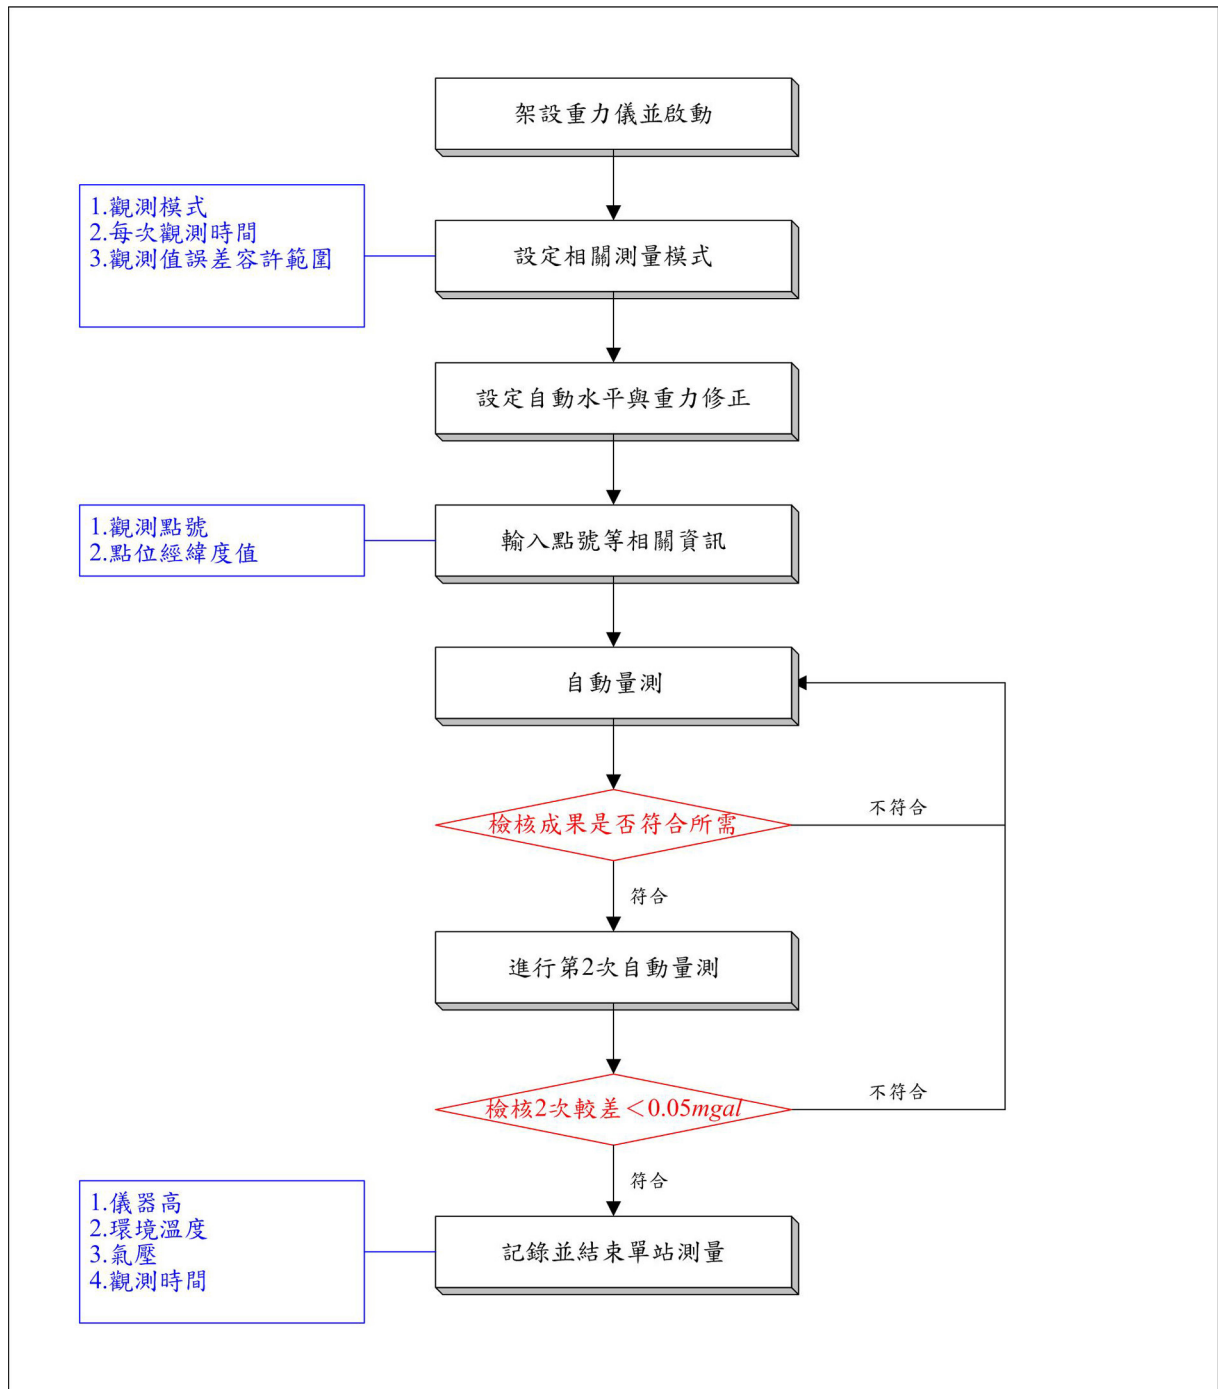 架設重力儀並啟動
1.觀測模式
2.每次觀測時間
3.觀測值誤差容許範圍
設定相關測量模式
設定自動水平與重力修正
1.觀測點號
2.點位經緯度值
輸入點號等相關資訊
自動量測
檢核成果是否符合所需
不符合
符合
進行第2次自動量測
檢核2次較差＜0.05mgal
不符合
符合
1.儀器高
2.環境溫度
3.氣壓
4.觀測時間
記錄並結束單站測量